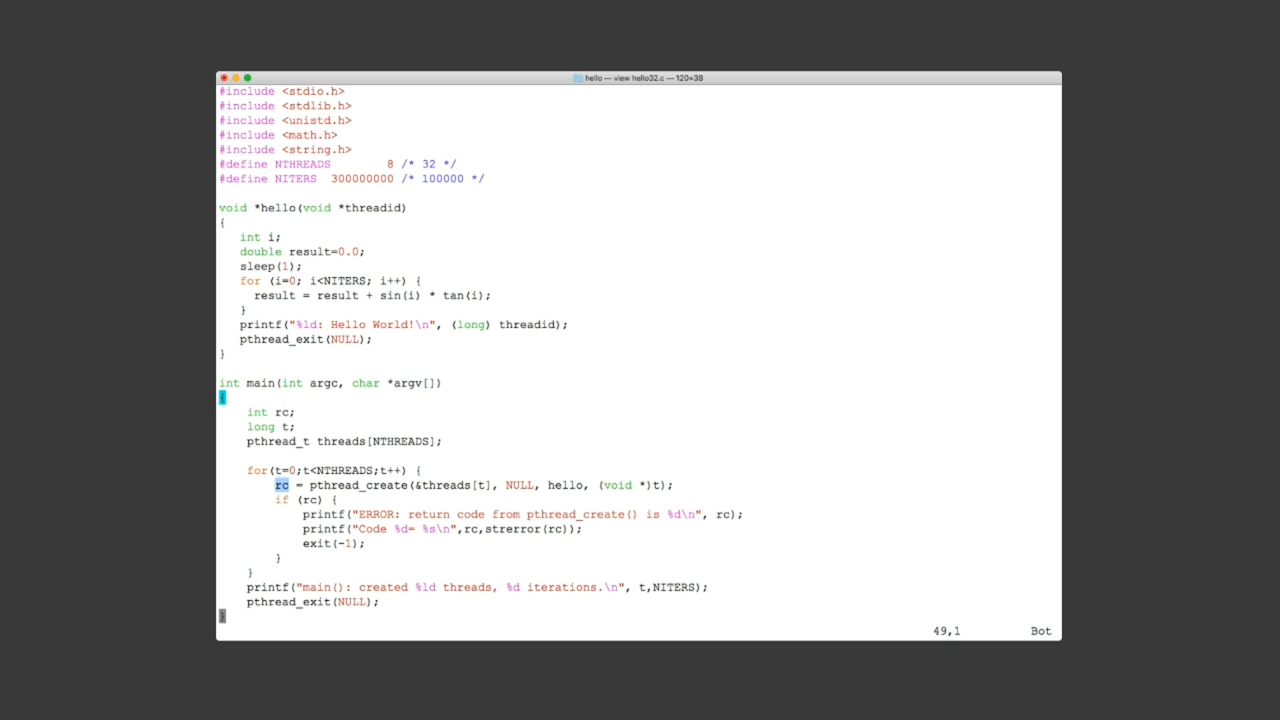 hello — view hello32.c — 120×38
#include <stdio.h>
#include <stdlib.h>
#include <unistd.h>
#include <math.h>
#include <string.h>
#define NTHREADS        8 /* 32 */
#define NITERS  300000000 /* 100000 */

void *hello(void *threadid)
{
   int i;
   double result=0.0;
   sleep(1);
   for (i=0; i<NITERS; i++) {
     result = result + sin(i) * tan(i);
   }
   printf("%ld: Hello World!\n", (long) threadid);
   pthread_exit(NULL);
}

int main(int argc, char *argv[])
{
    int rc;
    long t;
    pthread_t threads[NTHREADS];

    for(t=0;t<NTHREADS;t++) {
        rc = pthread_create(&threads[t], NULL, hello, (void *)t);
        if (rc) {
            printf("ERROR: return code from pthread_create() is %d\n", rc);
            printf("Code %d= %s\n",rc,strerror(rc));
            exit(-1);
        }
    }
    printf("main(): created %ld threads, %d iterations.\n", t,NITERS);
    pthread_exit(NULL);
}
49,1          Bot